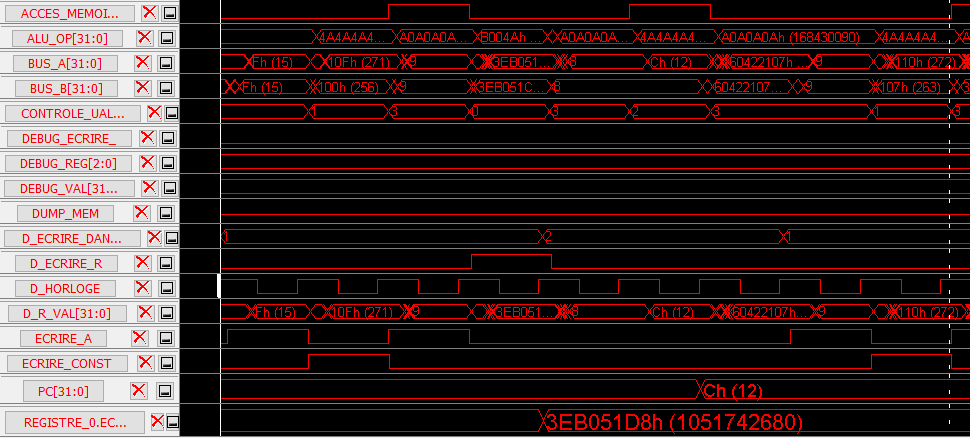 ACCES_MEMOI...
ALU_OP[31:0] 4A4A4A4... A0A0A0A... B004Ah ... A0A0A0A... 4A4A4A4... A0A0A0Ah (168430090) 4A4A4A4...
BUS_A[31:0] Fh (15) 10Fh (271) 9 3EB051... 8 Ch (12) 60422107h... 9 110h (272)
BUS_B[31:0] Fh (15) 100h (256) 9 3EB051C... 8 60422107... 9 107h (263)
CONTROLE_UAL... 1 3 0 3 2 3 1 3
DEBUG_ECRIRE_
DEBUG_REG[2:0]
DEBUG_VAL[31...
DUMP_MEM
D_ECRIRE_DAN... 1 2 1
D_ECRIRE_R
D_HORLOGE
D_R_VAL[31:0] Fh (15) 10Fh (271) 9 3EB051... 8 Ch (12) 60422107h... 9 110h (272)
ECRIRE_A
ECRIRE_CONST
PC[31:0] Ch (12)
REGISTRE_0.EC... 3EB051D8h (1051742680)